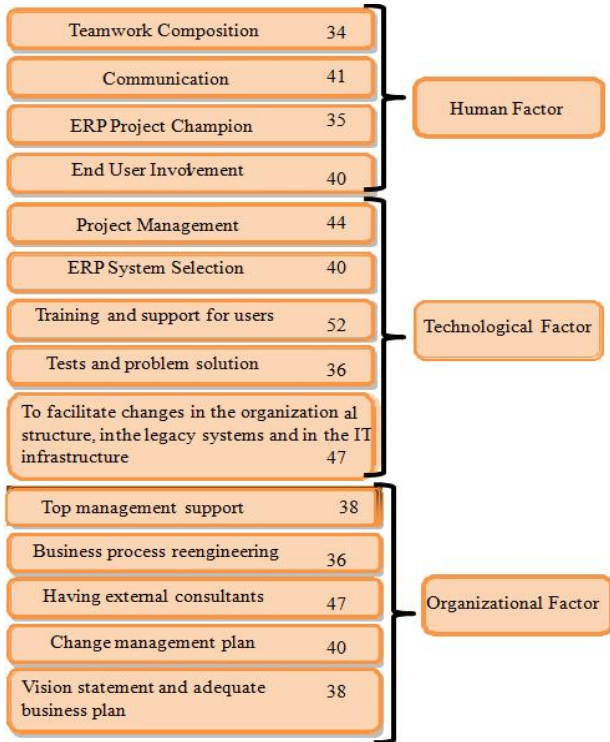 Teamwork Composition 34
Communication 41
ERP Project Champion 35
End User Involvement 40
Human Factor
Project Management 44
ERP System Selection 40
Training and support for users 52
Tests and problem solution 36
To facilitate changes in the organization al
structure, inthe legacy systems and in the IT
infrastructure 47
Technological Factor
Top management support 38
Business process reengineering 36
Having external consultants 47
Change management plan 40
Vision statement and adequate 38
business plan
Organizational Factor